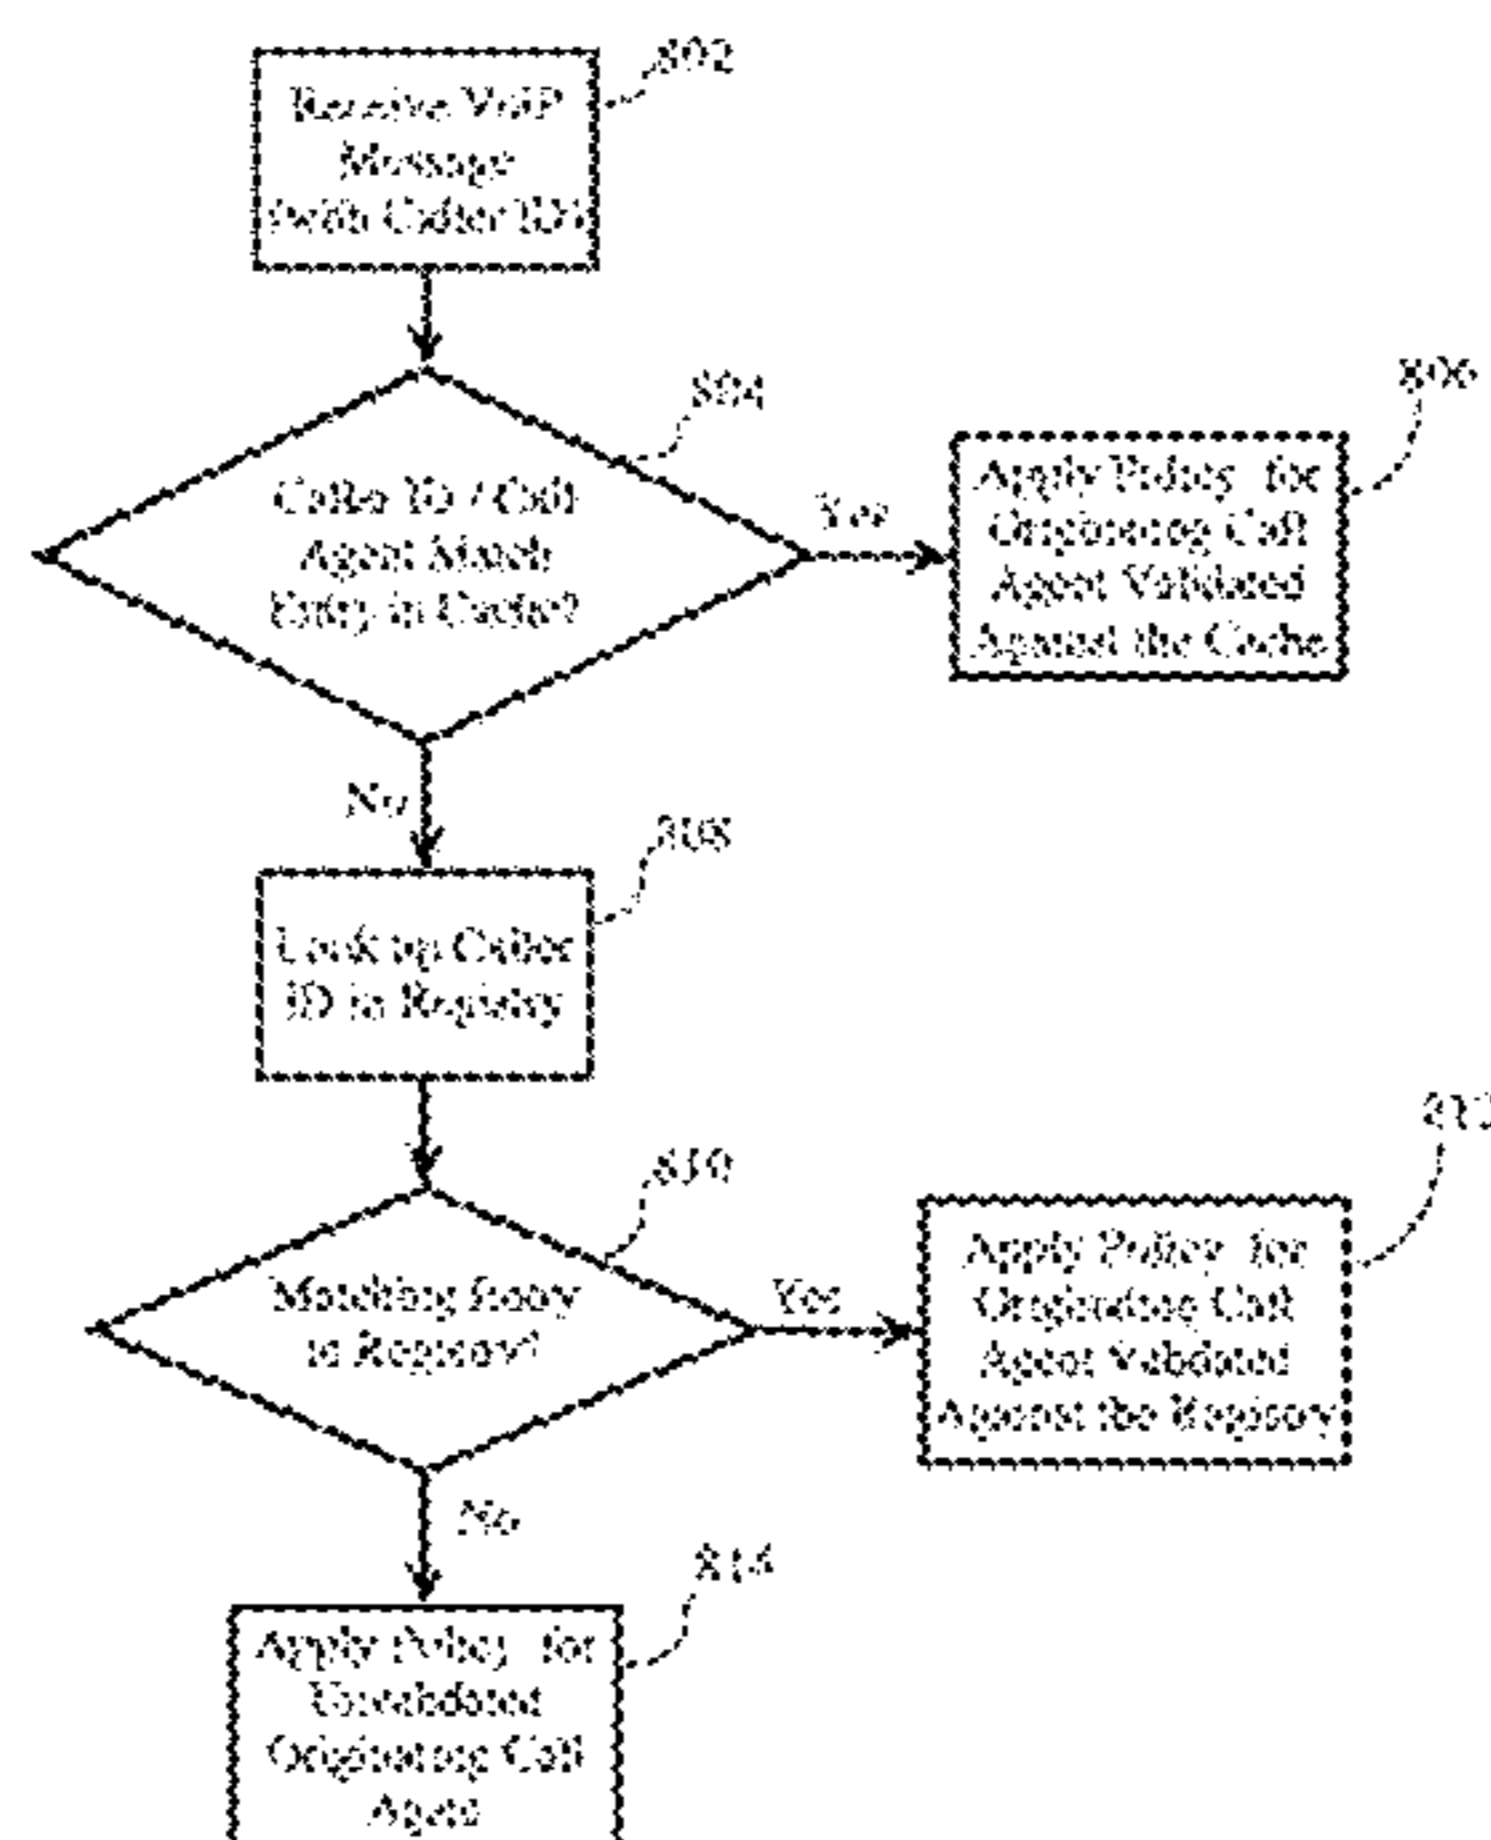 802
Receive VoIP
Message
(with Caller ID)
804
Caller ID / Call
Agent Match
Entry in Cache?
Yes
806
Apply Policy for
Originating Call
Agent Validated
Against the Cache
No
808
Look up Caller
ID in Registry
810
Matching Entry
in Registry?
Yes
812
Apply Policy for
Originating Call
Agent Validated
Against the Registry
No
814
Apply Policy for
Unvalidated
Originating Call
Agent